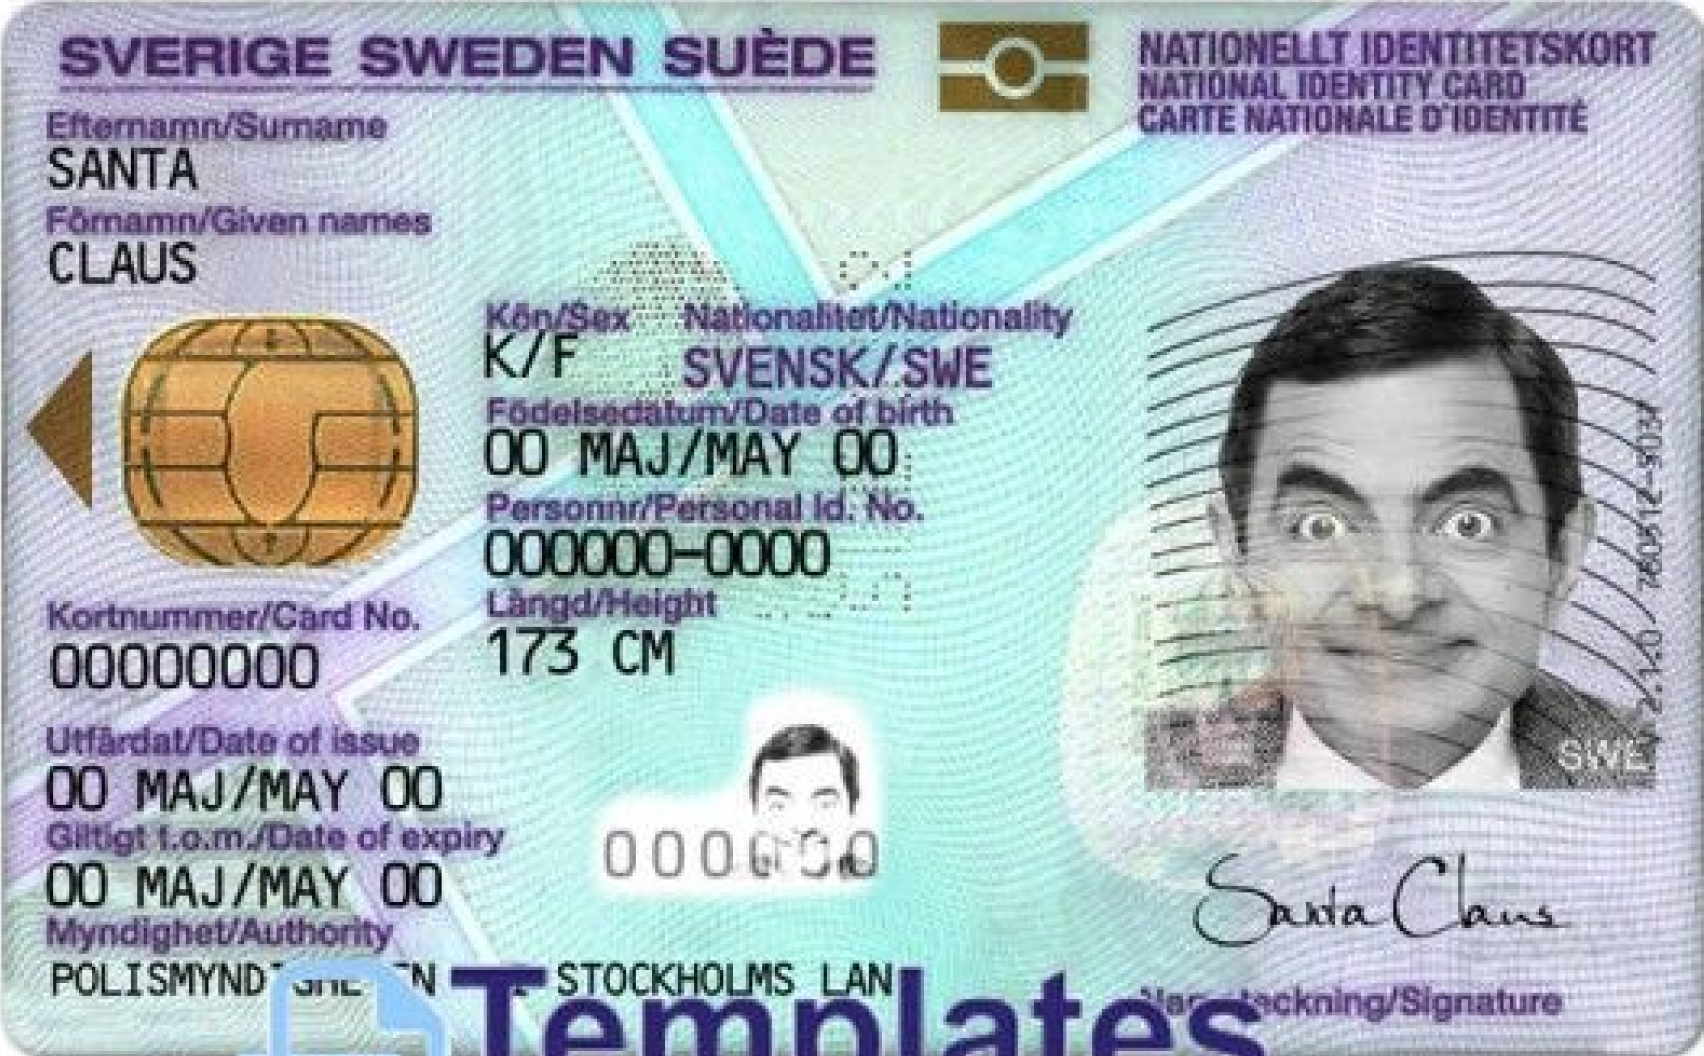 SVERIGE SWEDEN SUÈDE
NATIONELLT IDENTITETSKORT
NATIONAL IDENTITY CARD
CARTE NATIONALE D'IDENTITÉ
Efternamn/Surname
SANTA
Förnamn/Given names
CLAUS
Kön/Sex Nationalitet/Nationality
K/F SVENSK/SWE
Födelsedatum/Date of birth
00 MAJ/MAY 00
Personnr/Personal Id. No.
000000-0000
Längd/Height
173 CM
Kortnummer/Card No.
00000000
Utfärdat/Date of issue
00 MAJ/MAY 00
Giltigt t.o.m./Date of expiry
00 MAJ/MAY 00
Myndighet/Authority
STOCKHOLMS LAN
000000
SWE
Santa Claus
/Signature
Templates